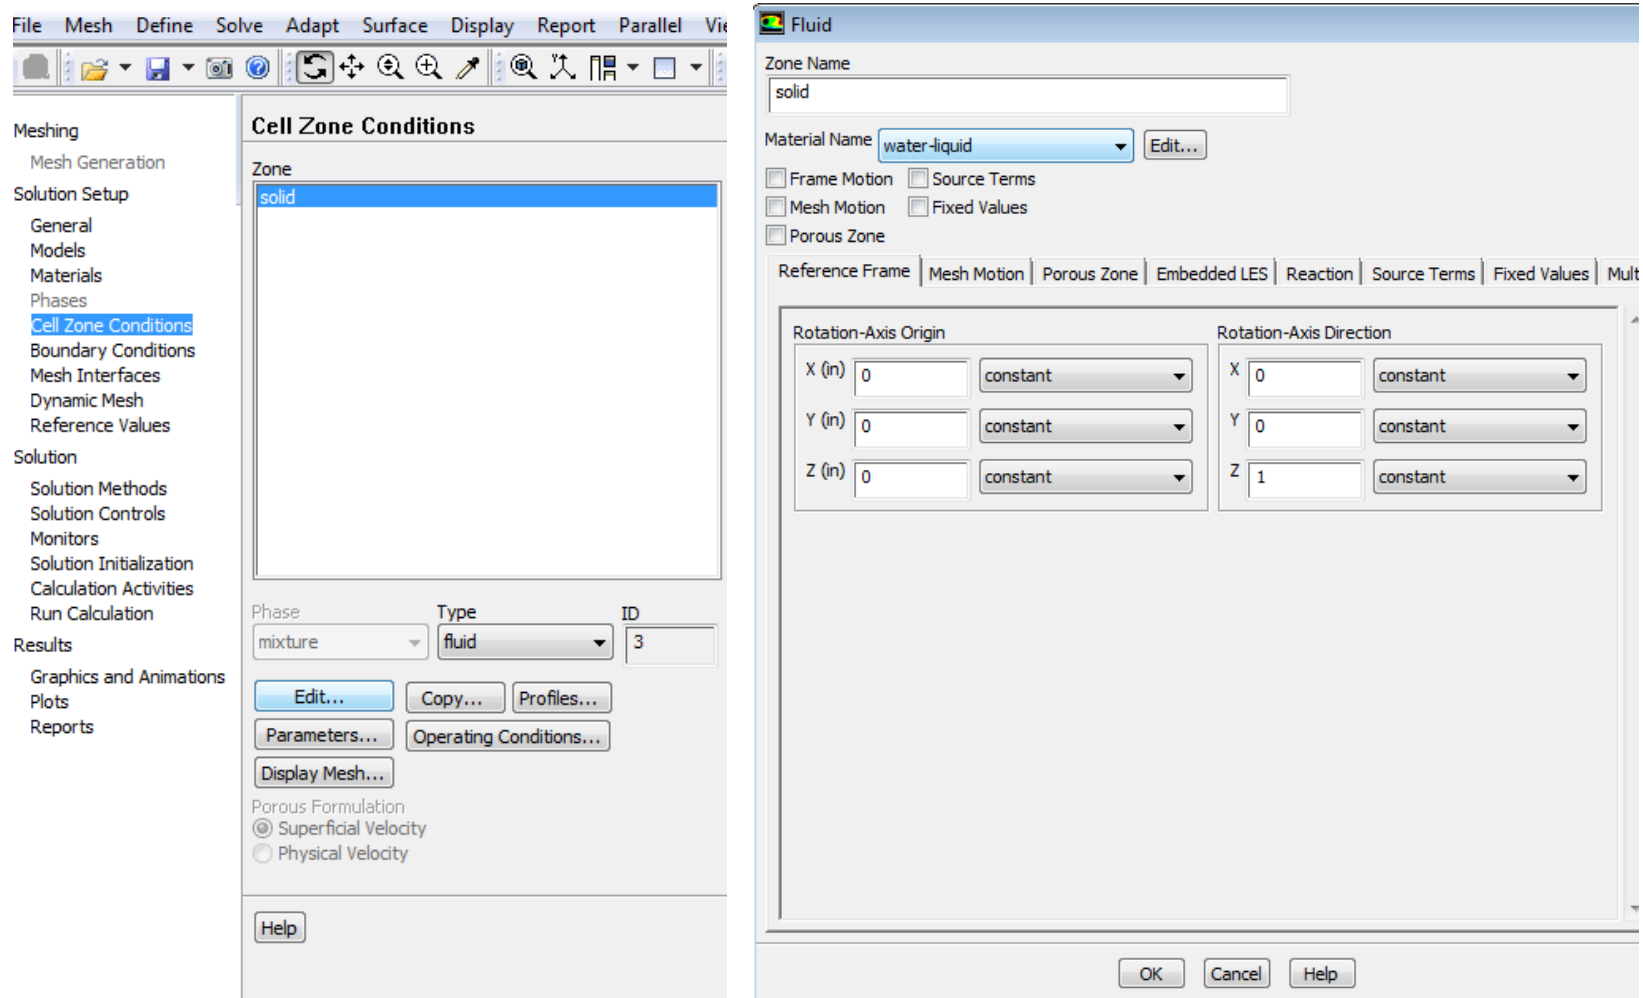 File Mesh Define Solve Adapt Surface Display Report Parallel Vie
Meshing
Mesh Generation
Solution Setup
General
Models
Materials
Phases
Cell Zone Conditions
Boundary Conditions
Mesh Interfaces
Dynamic Mesh
Reference Values
Solution
Solution Methods
Solution Controls
Monitors
Solution Initialization
Calculation Activities
Run Calculation
Results
Graphics and Animations
Plots
Reports
Cell Zone Conditions
Zone
solid
Phase Type ID
mixture fluid 3
Edit... Copy... Profiles...
Parameters... Operating Conditions...
Display Mesh...
Porous Formulation
Superficial Velocity
Physical Velocity
Help
Fluid
Zone Name
solid
Material Name water-liquid Edit...
Frame Motion Source Terms
Mesh Motion Fixed Values
Porous Zone
Reference Frame Mesh Motion Porous Zone Embedded LES Reaction Source Terms Fixed Values Mult
Rotation-Axis Origin Rotation-Axis Direction
X (in) 0 constant X 0 constant
Y (in) 0 constant Y 0 constant
Z (in) 0 constant Z 1 constant
OK Cancel Help